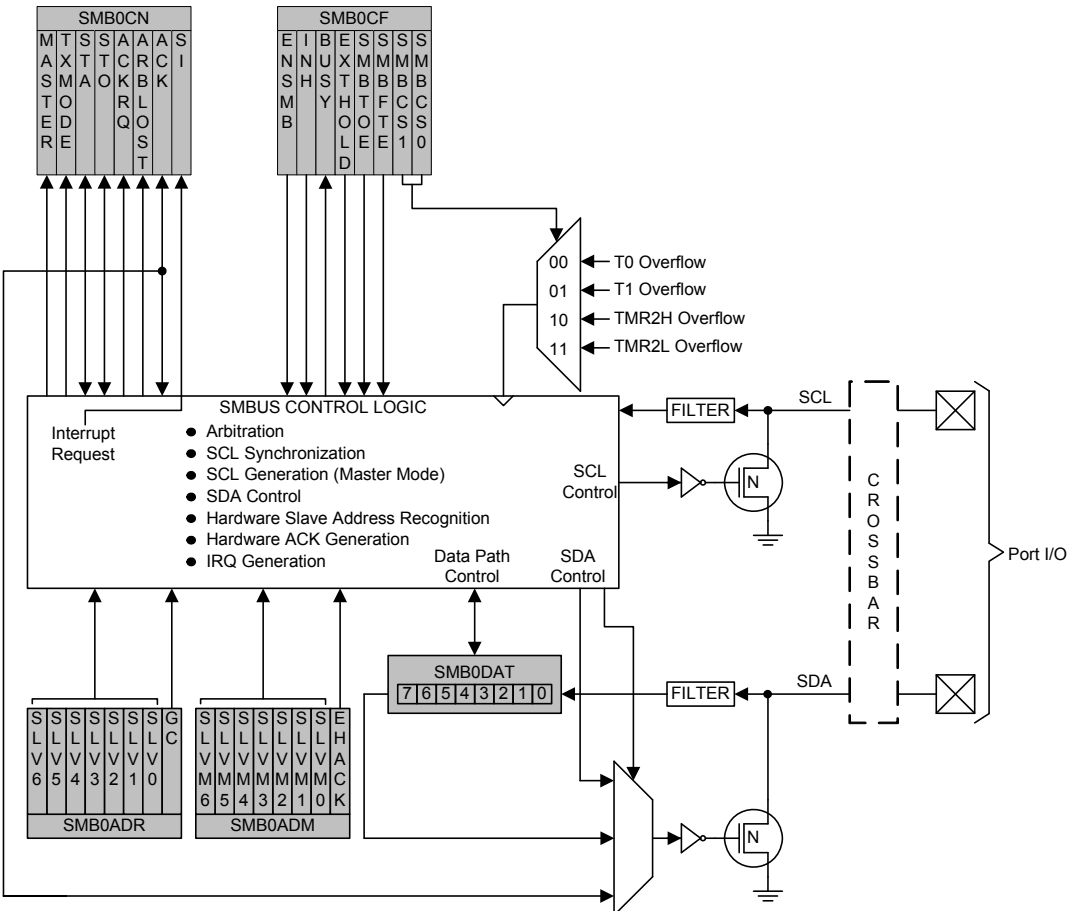 SMB0CN
MASTER
TXMODE
STA
STO
ACKRQ
ARBLOST
ACK
SI
SMB0CF
ENSMB
INH
BUSY
EXTHOLD
SMBTOE
SMBFTE
SMBCS1
SMBCS0
00 T0 Overflow
01 T1 Overflow
10 TMR2H Overflow
11 TMR2L Overflow
SMBUS CONTROL LOGIC
Interrupt
Request
● Arbitration
● SCL Synchronization
● SCL Generation (Master Mode)
● SDA Control
● Hardware Slave Address Recognition
● Hardware ACK Generation
● IRQ Generation
Data Path
Control
SDA
Control
SCL
Control
FILTER
SCL
N
CROSSBAR
Port I/O
SMB0DAT
7 6 5 4 3 2 1 0
FILTER
SDA
N
SLV6
SLV5
SLV4
SLV3
SLV2
SLV1
SLV0
GC
SMB0ADR
SLVM6
SLVM5
SLVM4
SLVM3
SLVM2
SLVM1
SLVM0
EHACK
SMB0ADM